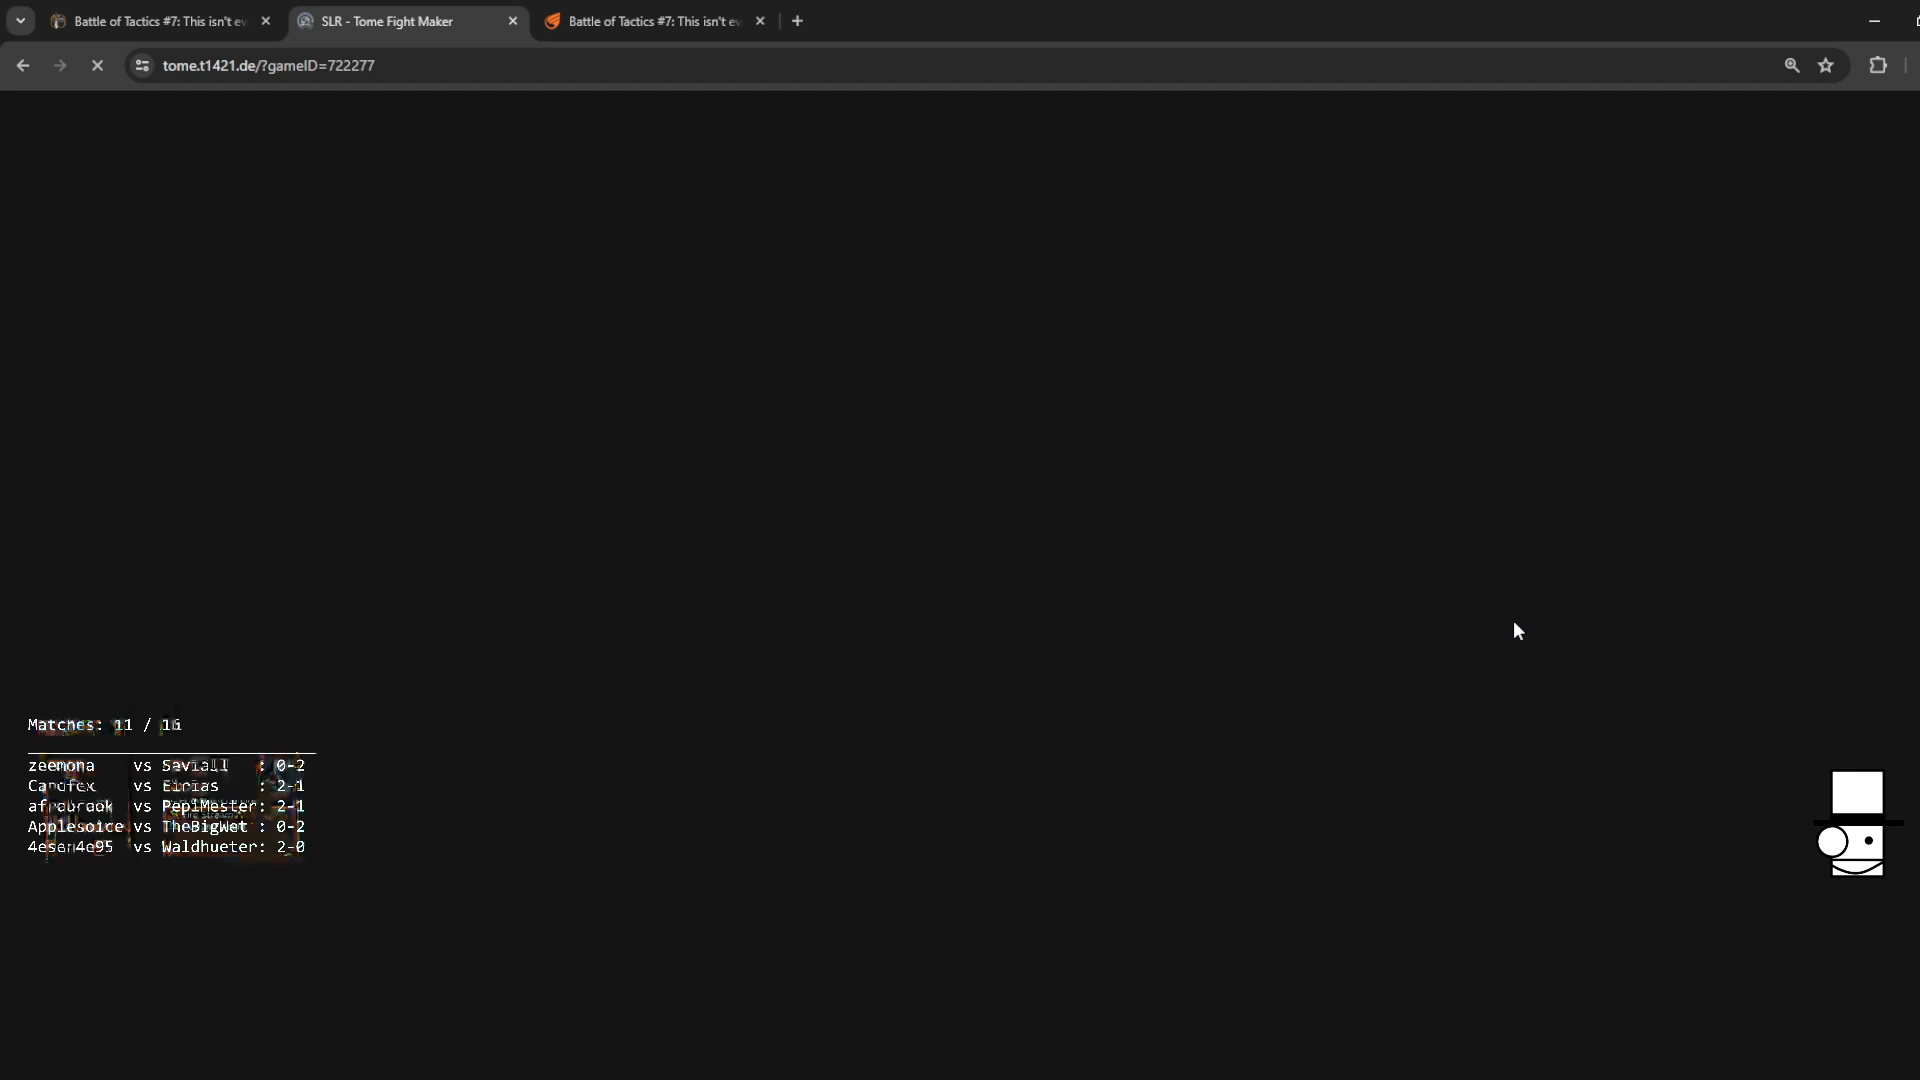 Battle of Tactics #7: This isn't ev
SLR - Tome Fight Maker
Battle of Tactics #7: This isn't ev
tome.t1421.de/?gameID=722277
Matches: 11 / 16
zeemona vs Saviall : 0-2
vs Eirias : 2-1
vs PepiMester: 2-1
Applesoice vs TheBigWet : 0-2
4esen4e95 vs Waldhueter: 2-0